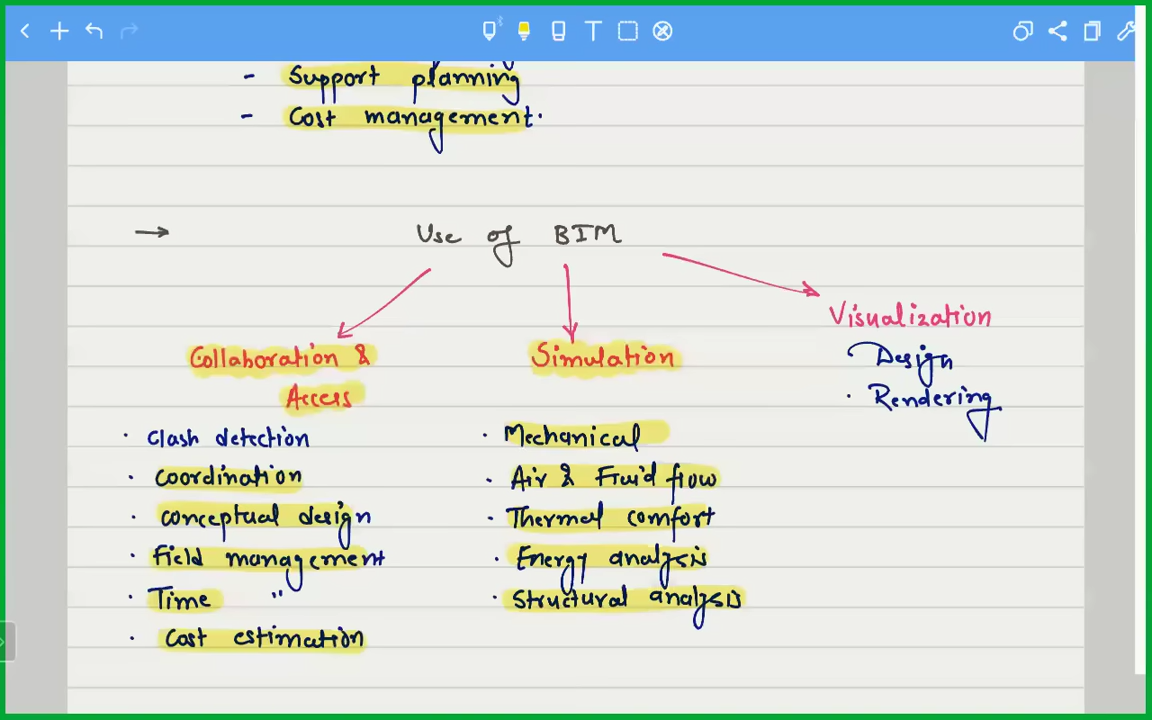 - Support planning
- Cost management.
→ Use of BIM
Collaboration &
Access
· Clash detection
· Coordination
· Conceptual design
· Field management
· Time "
· Cost estimation
Simulation
· Mechanical
· Air & Fluid flow
· Thermal comfort
· Energy analysis
· Structural analysis
Visualization
Design
· Rendering